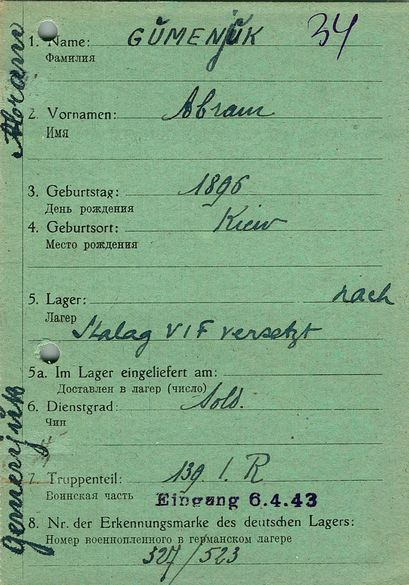 1. Name: GŬMENJŬK 34
Фамилия
2. Vornamen: Abram
Имя
3. Geburtstag: 1896
День рождения
4. Geburtsort: Kiew
Место рождения
5. Lager: nach
Лагер
Stalag VI F versetzt
5a. Im Lager eingeliefert am:
Доставлен в лагер (число)
6. Dienstgrad: Sold.
Чин
7. Truppenteil: 139 I. R
Воинская часть Eingang 6.4.43
8. Nr. der Erkennungsmarke des deutschen Lagers:
Номер военнопленного в германском лагере
327/523
Abram